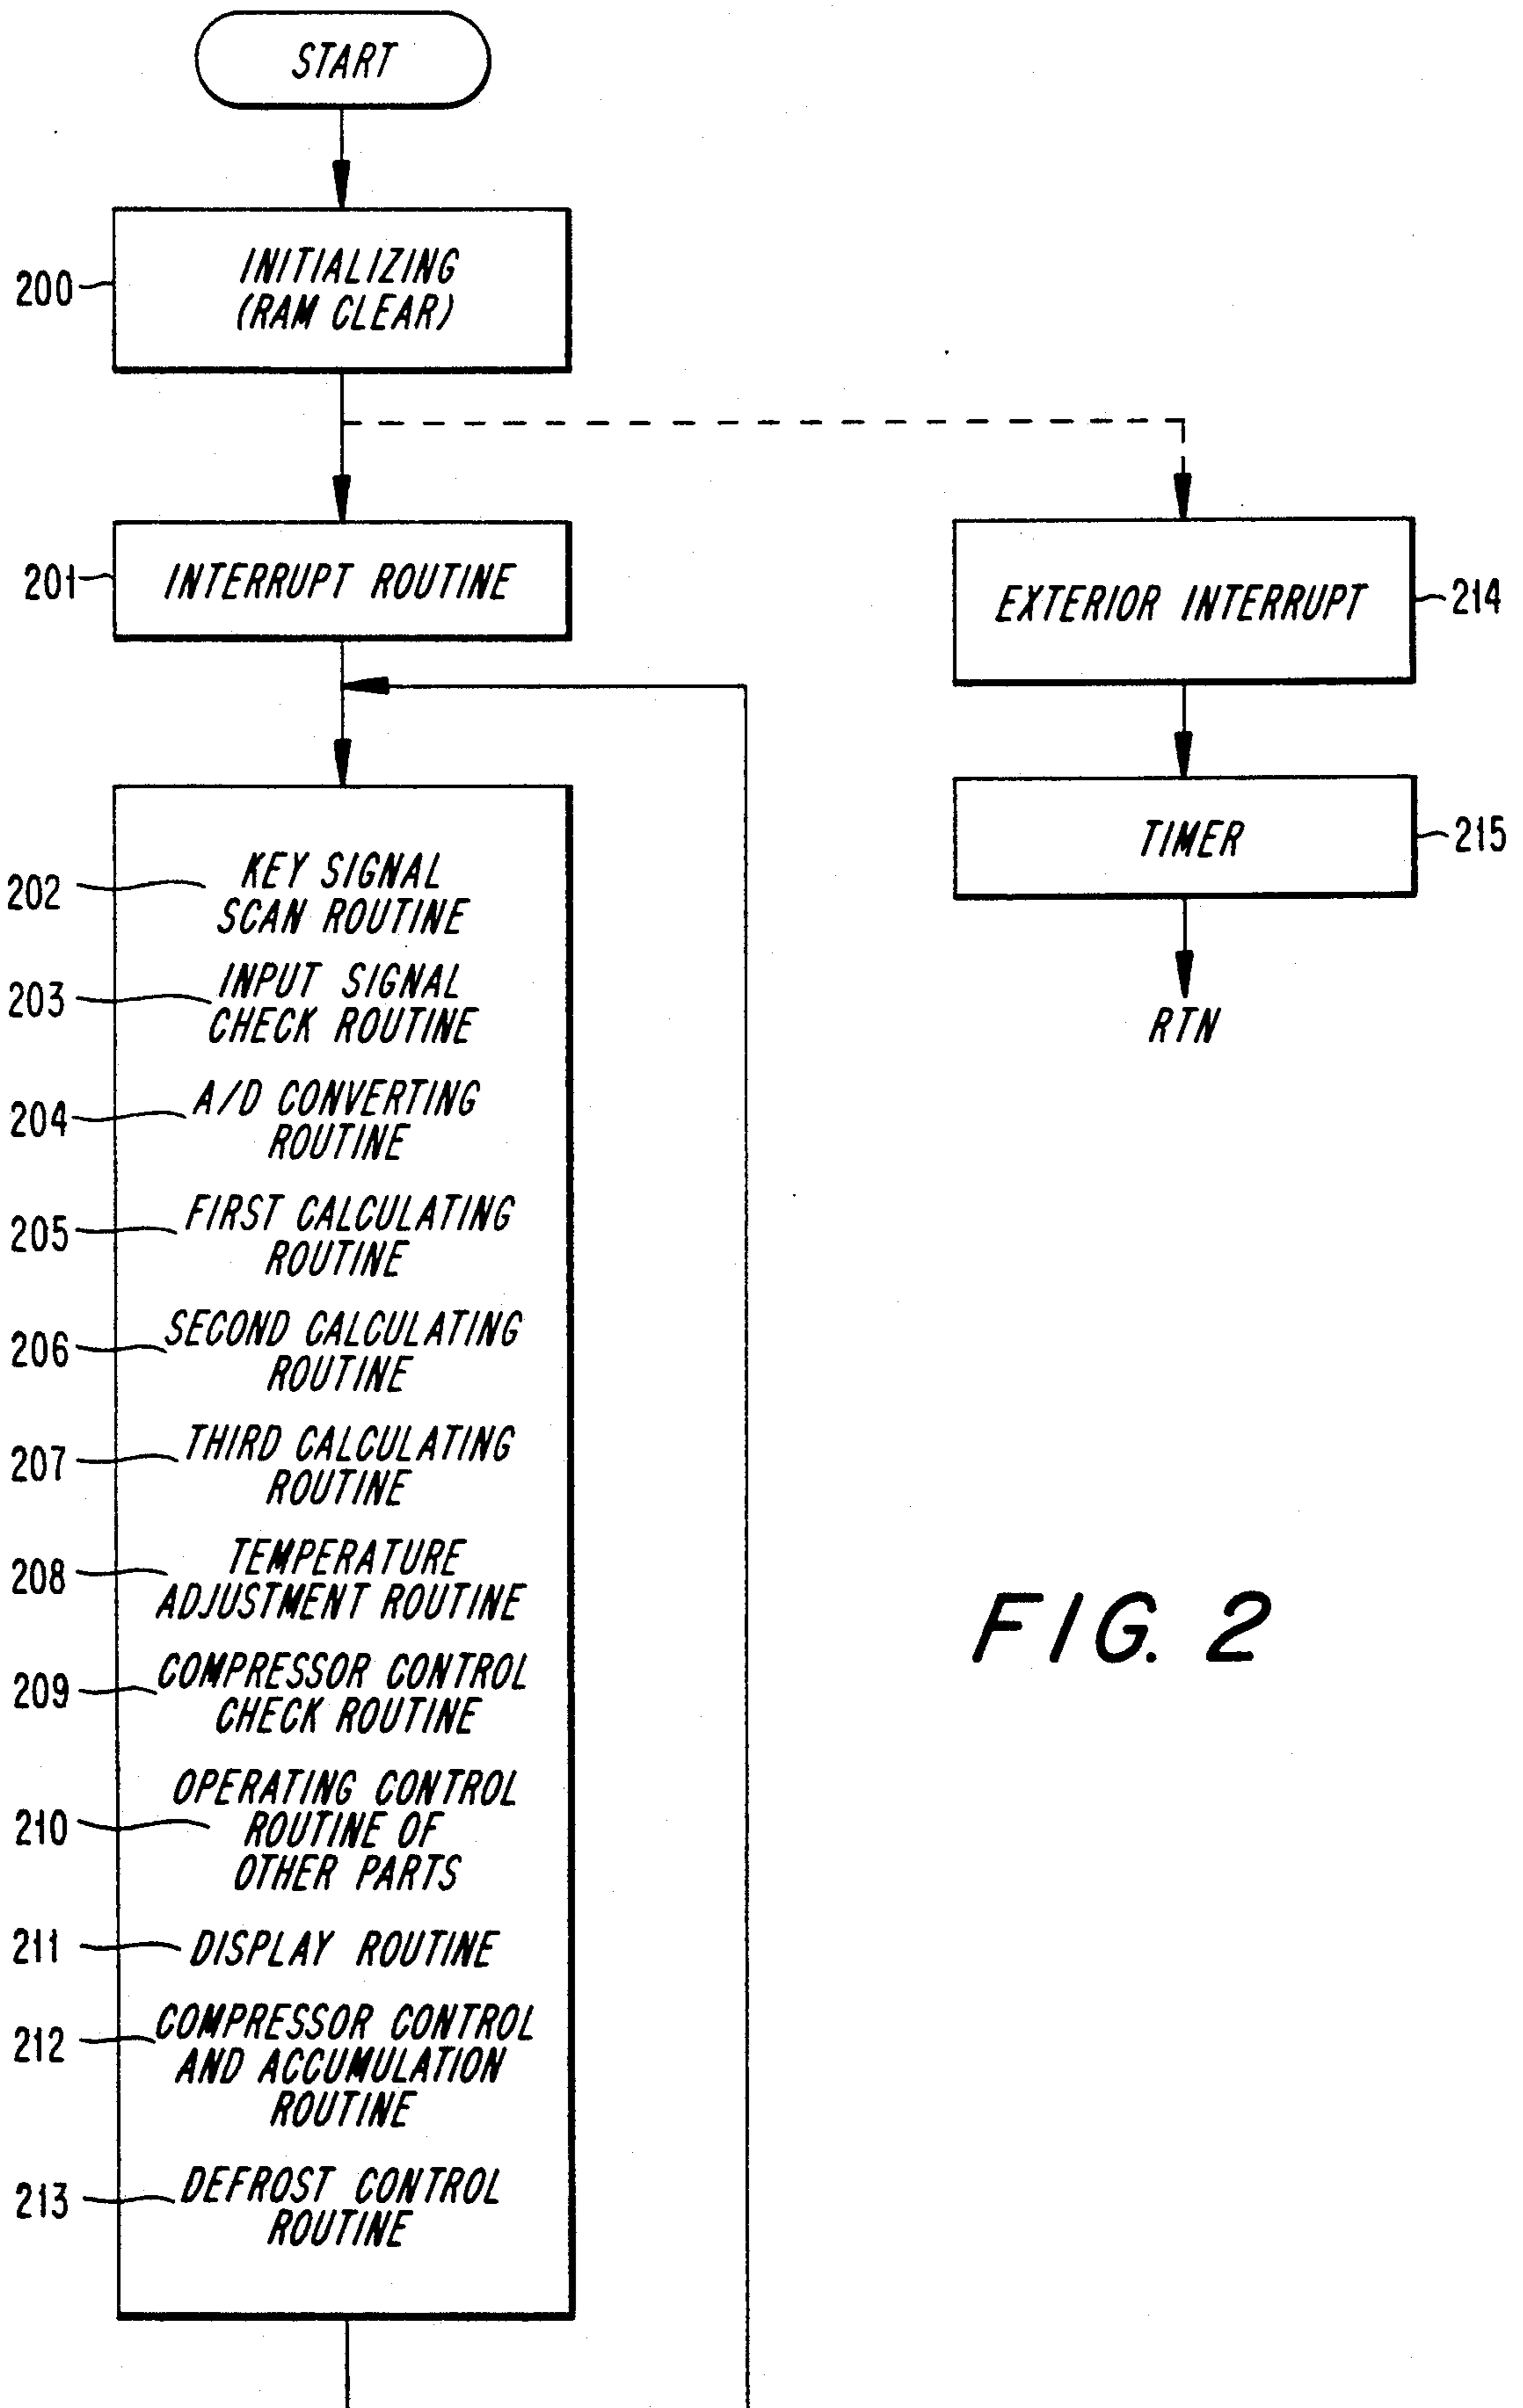 START
200
INITIALIZING
(RAM CLEAR)
201
INTERRUPT ROUTINE
EXTERIOR INTERRUPT
214
TIMER
215
RTN
202
KEY SIGNAL
SCAN ROUTINE
203
INPUT SIGNAL
CHECK ROUTINE
204
A/D CONVERTING
ROUTINE
205
FIRST CALCULATING
ROUTINE
206
SECOND CALCULATING
ROUTINE
207
THIRD CALCULATING
ROUTINE
208
TEMPERATURE
ADJUSTMENT ROUTINE
209
COMPRESSOR CONTROL
CHECK ROUTINE
210
OPERATING CONTROL
ROUTINE OF
OTHER PARTS
211
DISPLAY ROUTINE
212
COMPRESSOR CONTROL
AND ACCUMULATION
ROUTINE
213
DEFROST CONTROL
ROUTINE
FIG. 2